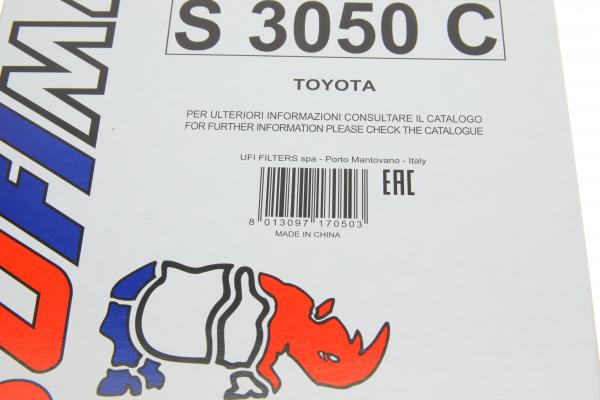 S 3050 C
TOYOTA
PER ULTERIORI INFORMAZIONI CONSULTARE IL CATALOGO
FOR FURTHER INFORMATION PLEASE CHECK THE CATALOGUE
UFI FILTERS spa - Porto Mantovano - Italy
EAC
8 013097 170503
MADE IN CHINA